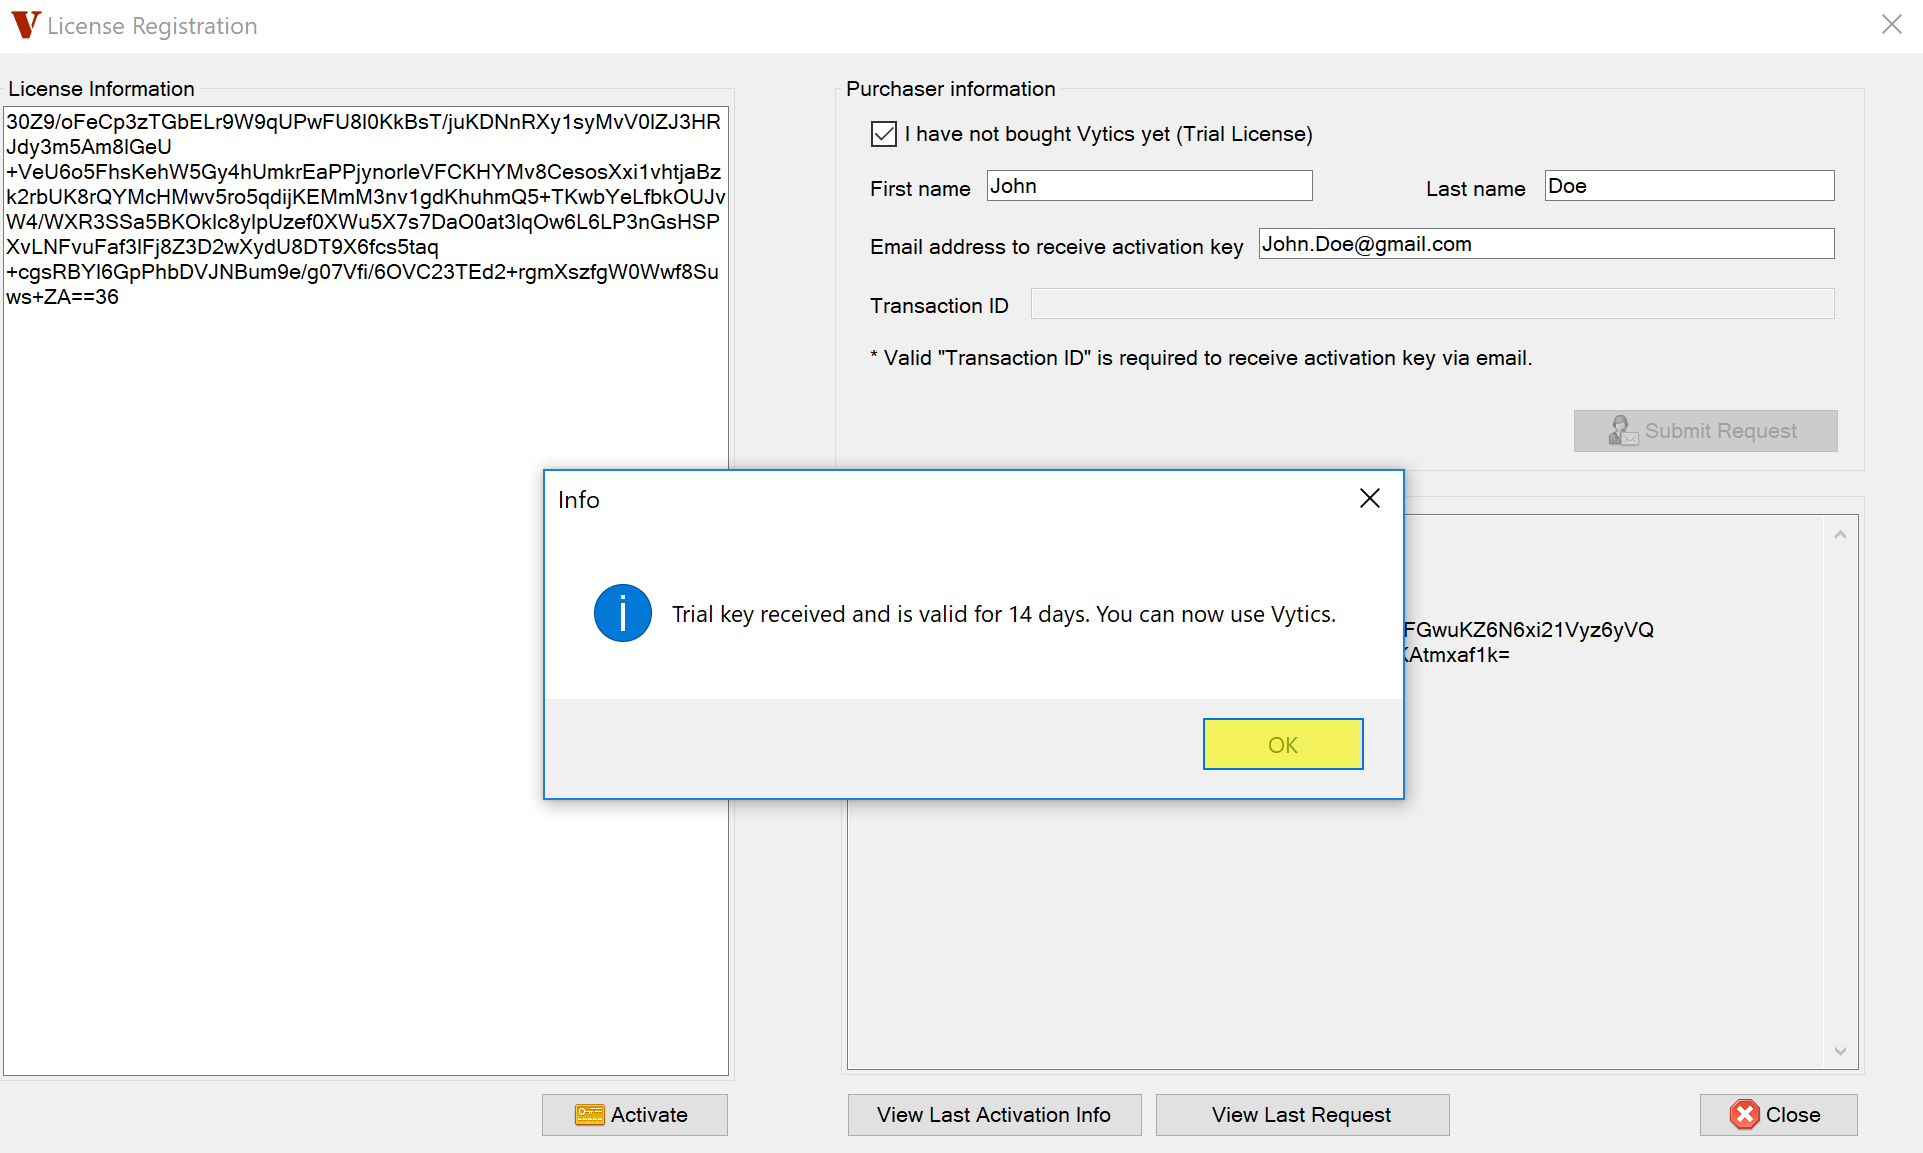 License Registration
License Information
30Z9/oFeCp3zTGbELr9W9qUPwFU8I0KkBsT/juKDNnRXy1syMvV0IZJ3HR
Jdy3m5Am8lGeU
+VeU6o5FhsKehW5Gy4hUmkrEaPPjynorleVFCKHYMv8CesosXxi1vhtjaBz
k2rbUK8rQYMcHMwv5ro5qdijKEMmM3nv1gdKhuhmQ5+TKwbYeLfbkOUJv
W4/WXR3SSa5BKOklc8ylpUzef0XWu5X7s7DaO0at3lqOw6L6LP3nGsHSP
XvLNFvuFaf3IFj8Z3D2wXydU8DT9X6fcs5taq
+cgsRBYl6GpPhbDVJNBum9e/g07Vfi/6OVC23TEd2+rgmXszfgW0Wwf8Su
ws+ZA==36
Activate
Purchaser information
I have not bought Vytics yet (Trial License)
First name John Last name Doe
Email address to receive activation key John.Doe@gmail.com
Transaction ID
* Valid "Transaction ID" is required to receive activation key via email.
Submit Request
Info
Trial key received and is valid for 14 days. You can now use Vytics.
OK
FGwuKZ6N6xi21Vyz6yVQ
Atmxaf1k=
View Last Activation Info
View Last Request
Close